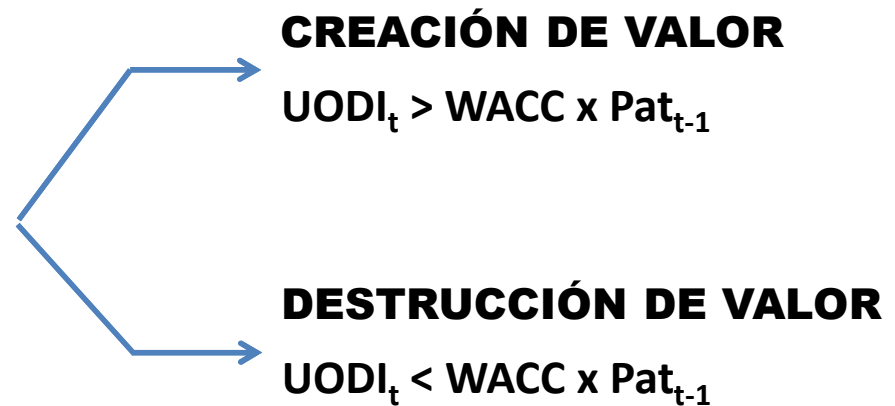 CREACIÓN DE VALOR
UODIₜ > WACC x Patₜ₋₁
DESTRUCCIÓN DE VALOR
UODIₜ < WACC x Patₜ₋₁